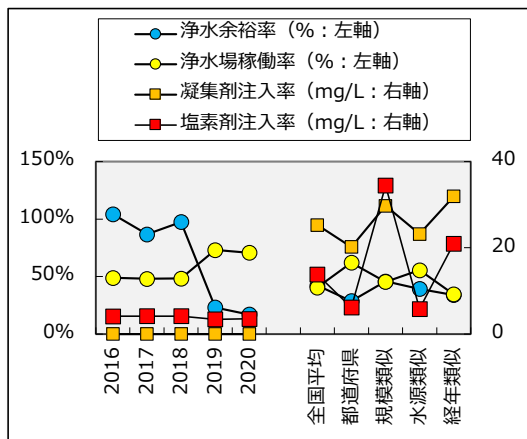 浄水余裕率（%：左軸）
浄水場稼働率（%：左軸）
凝集剤注入率（mg/L：右軸）
塩素剤注入率（mg/L：右軸）
150%
100%
50%
0%
40
20
0
2016
2017
2018
2019
2020
全国平均
都道府県
規模類似
水源類似
経年類似